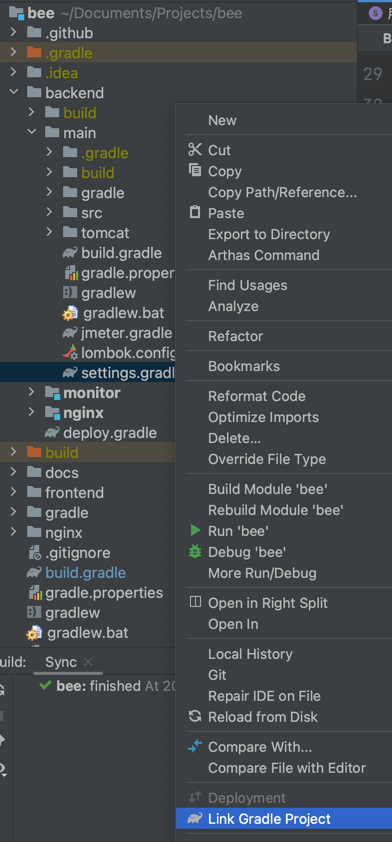 bee ~/Documents/Projects/bee
.github
.gradle
.idea
backend
build
main
.gradle
build
gradle
src
tomcat
build.gradle
gradle.proper
gradlew
gradlew.bat
jmeter.gradle
lombok.config
settings.gradl
monitor
nginx
deploy.gradle
build
docs
frontend
gradle
nginx
.gitignore
build.gradle
gradle.properties
gradlew
gradlew.bat
S
B
29
New
Cut
Copy
Copy Path/Reference...
Paste
Export to Directory
Arthas Command
Find Usages
Analyze
Refactor
Bookmarks
Reformat Code
Optimize Imports
Delete...
Override File Type
Build Module 'bee'
Rebuild Module 'bee'
Run 'bee'
Debug 'bee'
More Run/Debug
Open in Right Split
Open In
Local History
Git
Repair IDE on File
Reload from Disk
Compare With...
Compare File with Editor
Deployment
Link Gradle Project
uild: Sync
bee: finished At 20